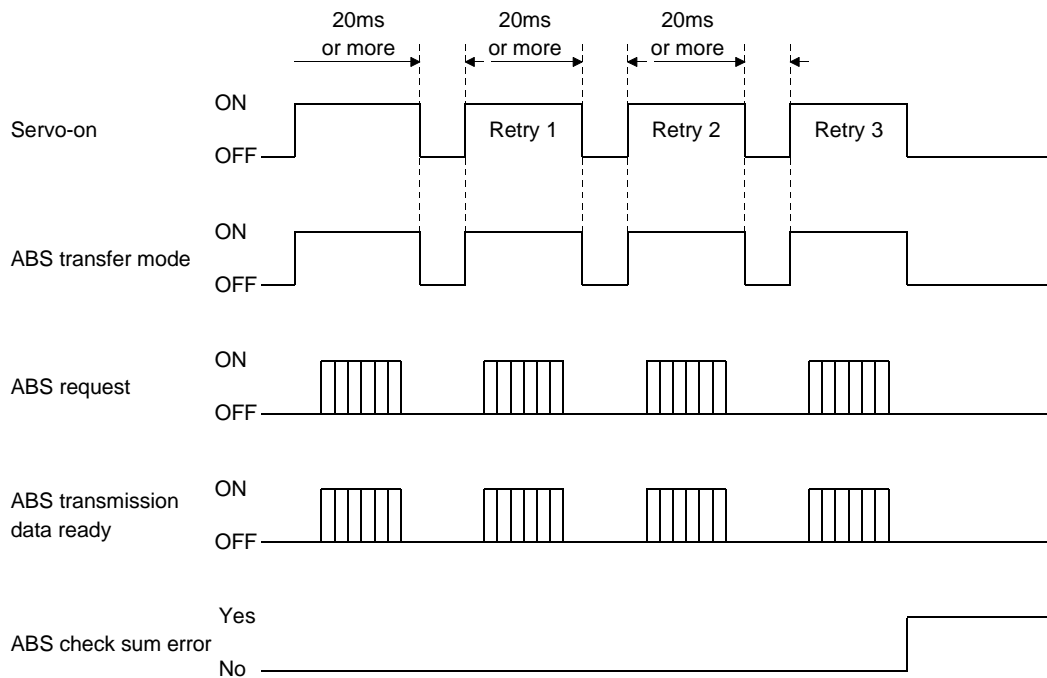 20ms
or more
20ms
or more
20ms
or more
Servo-on
ON
OFF
Retry 1
Retry 2
Retry 3
ABS transfer mode
ON
OFF
ABS request
ON
OFF
ABS transmission
data ready
ON
OFF
ABS check sum error
Yes
No